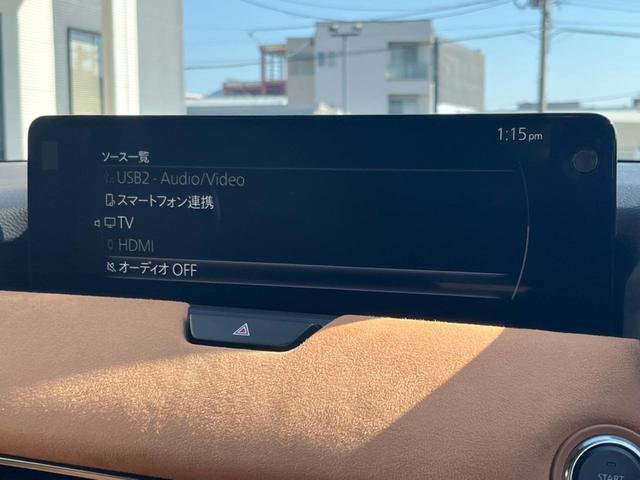 1:15pm
ソース一覧
USB2 - Audio/Video
スマートフォン連携
TV
HDMI
オーディオ OFF
START